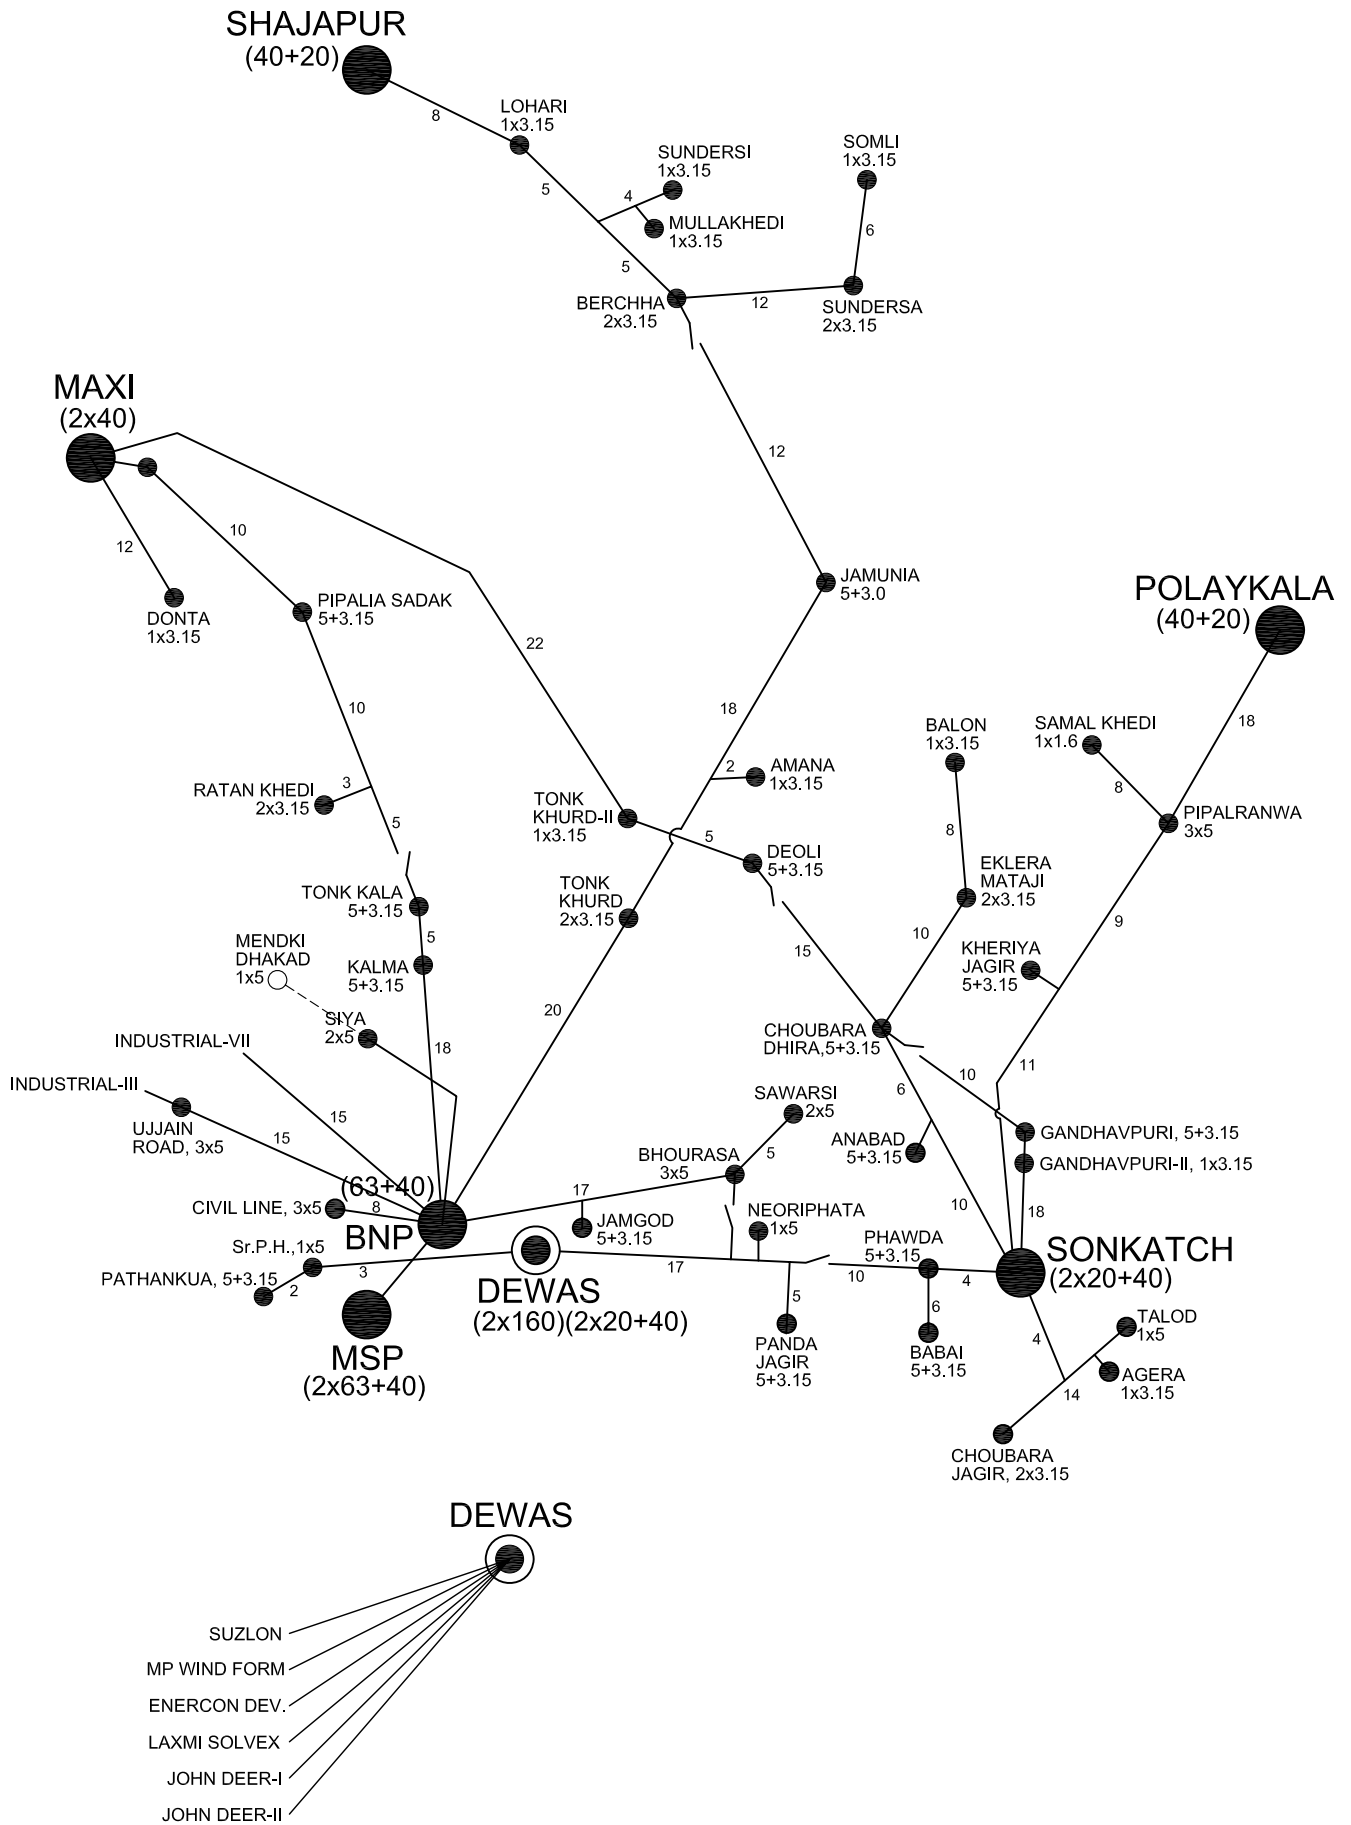 SHAJAPUR
(40+20)
8
LOHARI
1x3.15
5
SUNDERSI
1x3.15
4
MULLAKHEDI
1x3.15
SOMLI
1x3.15
6
5
BERCHHA
2x3.15
12
SUNDERSA
2x3.15
MAXI
(2x40)
12
10
12
DONTA
1x3.15
PIPALIA SADAK
5+3.15
JAMUNIA
5+3.0
POLAYKALA
(40+20)
22
10
18
18
BALON
1x3.15
SAMAL KHEDI
1x1.6
8
RATAN KHEDI
2x3.15
3
2
AMANA
1x3.15
TONK
KHURD-II
1x3.15
5
5
8
PIPALRANWA
3x5
DEOLI
5+3.15
EKLERA
MATAJI
2x3.15
TONK KALA
5+3.15
TONK
KHURD
2x3.15
9
10
5
15
MENDKI
DHAKAD
1x5
KALMA
5+3.15
KHERIYA
JAGIR
5+3.15
20
SIYA
2x5
18
CHOUBARA
DHIRA,5+3.15
INDUSTRIAL-VII
11
10
INDUSTRIAL-III
6
15
SAWARSI
2x5
UJJAIN
ROAD, 3x5
15
ANABAD
5+3.15
GANDHAVPURI, 5+3.15
GANDHAVPURI-II, 1x3.15
BHOURASA
3x5
5
(63+40)
17
CIVIL LINE, 3x5
8
BNP
JAMGOD
5+3.15
NEORIPHATA
1x5
10
18
PHAWDA
5+3.15
SONKATCH
(2x20+40)
Sr.P.H.,1x5
PATHANKUA, 5+3.15
3
2
17
10
4
DEWAS
(2x160)(2x20+40)
5
6
PANDA
JAGIR
5+3.15
BABAI
5+3.15
4
TALOD
1x5
MSP
(2x63+40)
AGERA
1x3.15
14
CHOUBARA
JAGIR, 2x3.15
DEWAS
SUZLON
MP WIND FORM
ENERCON DEV.
LAXMI SOLVEX
JOHN DEER-I
JOHN DEER-II